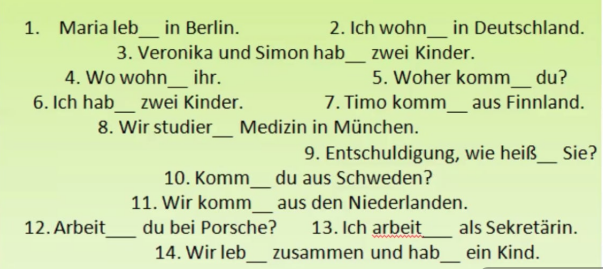 1. Maria leb__ in Berlin. 2. Ich wohn__ in Deutschland.
3. Veronika und Simon hab__ zwei Kinder.
4. Wo wohn__ ihr. 5. Woher komm__ du?
6. Ich hab__ zwei Kinder. 7. Timo komm__ aus Finnland.
8. Wir studier__ Medizin in München.
9. Entschuldigung, wie heiß__ Sie?
10. Komm__ du aus Schweden?
11. Wir komm__ aus den Niederlanden.
12. Arbeit___ du bei Porsche? 13. Ich arbeit___ als Sekretärin.
14. Wir leb__ zusammen und hab__ ein Kind.